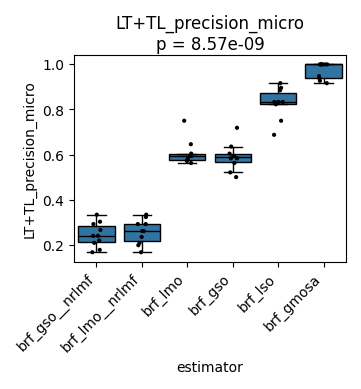 LT+TL_precision_micro
p = 8.57e-09
LT+TL_precision_micro
1.0
0.8
0.6
0.4
0.2
brf_gso__nrlmf
brf_lmo__nrlmf
brf_lmo
brf_gso
brf_lso
brf_gmosa
estimator